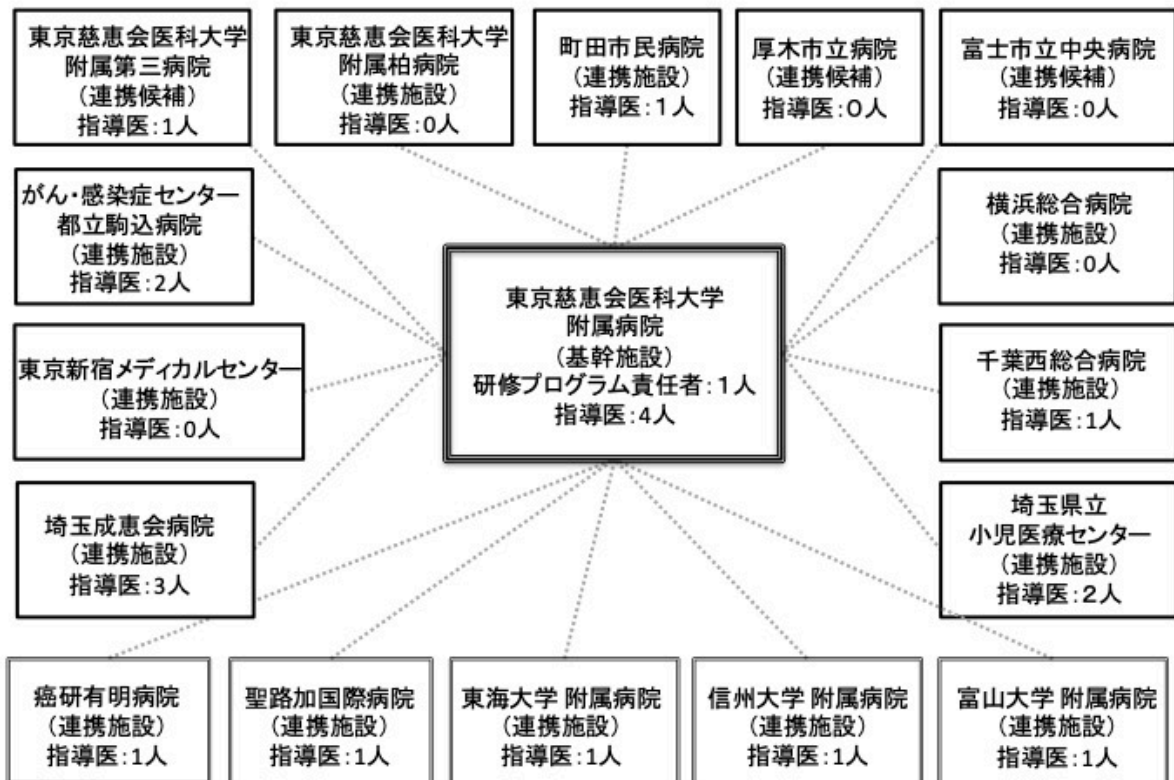 東京慈恵会医科大学
附属第三病院
(連携候補)
指導医:1人
東京慈恵会医科大学
附属柏病院
(連携施設)
指導医:0人
町田市民病院
(連携施設)
指導医:1人
厚木市立病院
(連携候補)
指導医:0人
富士市立中央病院
(連携候補)
指導医:0人
がん・感染症センター
都立駒込病院
(連携施設)
指導医:2人
横浜総合病院
(連携施設)
指導医:0人
東京慈恵会医科大学
附属病院
(基幹施設)
研修プログラム責任者:1人
指導医:4人
東京新宿メディカルセンター
(連携施設)
指導医:0人
千葉西総合病院
(連携施設)
指導医:1人
埼玉成恵会病院
(連携施設)
指導医:3人
埼玉県立
小児医療センター
(連携施設)
指導医:2人
癌研有明病院
(連携施設)
指導医:1人
聖路加国際病院
(連携施設)
指導医:1人
東海大学 附属病院
(連携施設)
指導医:1人
信州大学 附属病院
(連携施設)
指導医:1人
富山大学 附属病院
(連携施設)
指導医:1人